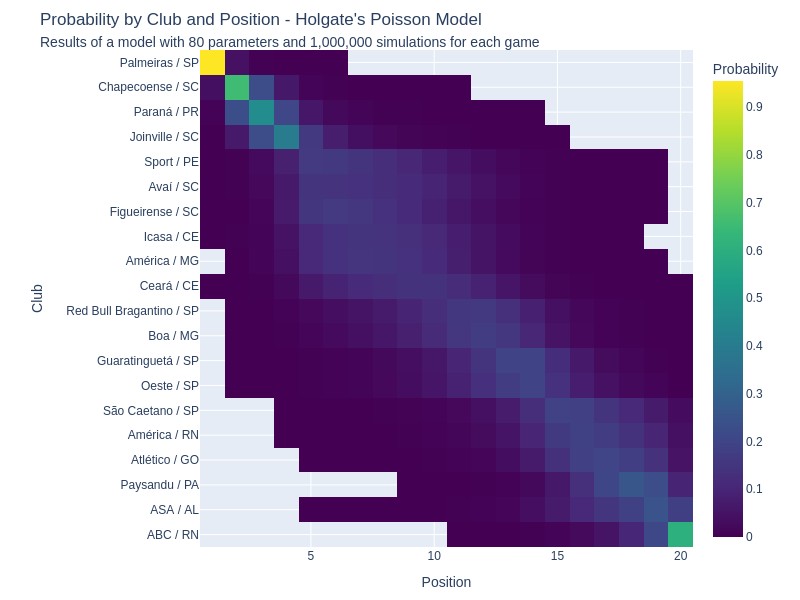 Probability by Club and Position - Holgate's Poisson Model
Results of a model with 80 parameters and 1,000,000 simulations for each game
Probability
Palmeiras / SP
Chapecoense / SC
Paraná / PR
Joinville / SC
Sport / PE
Avaí / SC
Figueirense / SC
Icasa / CE
América / MG
Ceará / CE
Red Bull Bragantino / SP
Boa / MG
Guaratinguetá / SP
Oeste / SP
São Caetano / SP
América / RN
Atlético / GO
Paysandu / PA
ASA / AL
ABC / RN
Club
5 10 15 20
Position
0.9
0.8
0.7
0.6
0.5
0.4
0.3
0.2
0.1
0